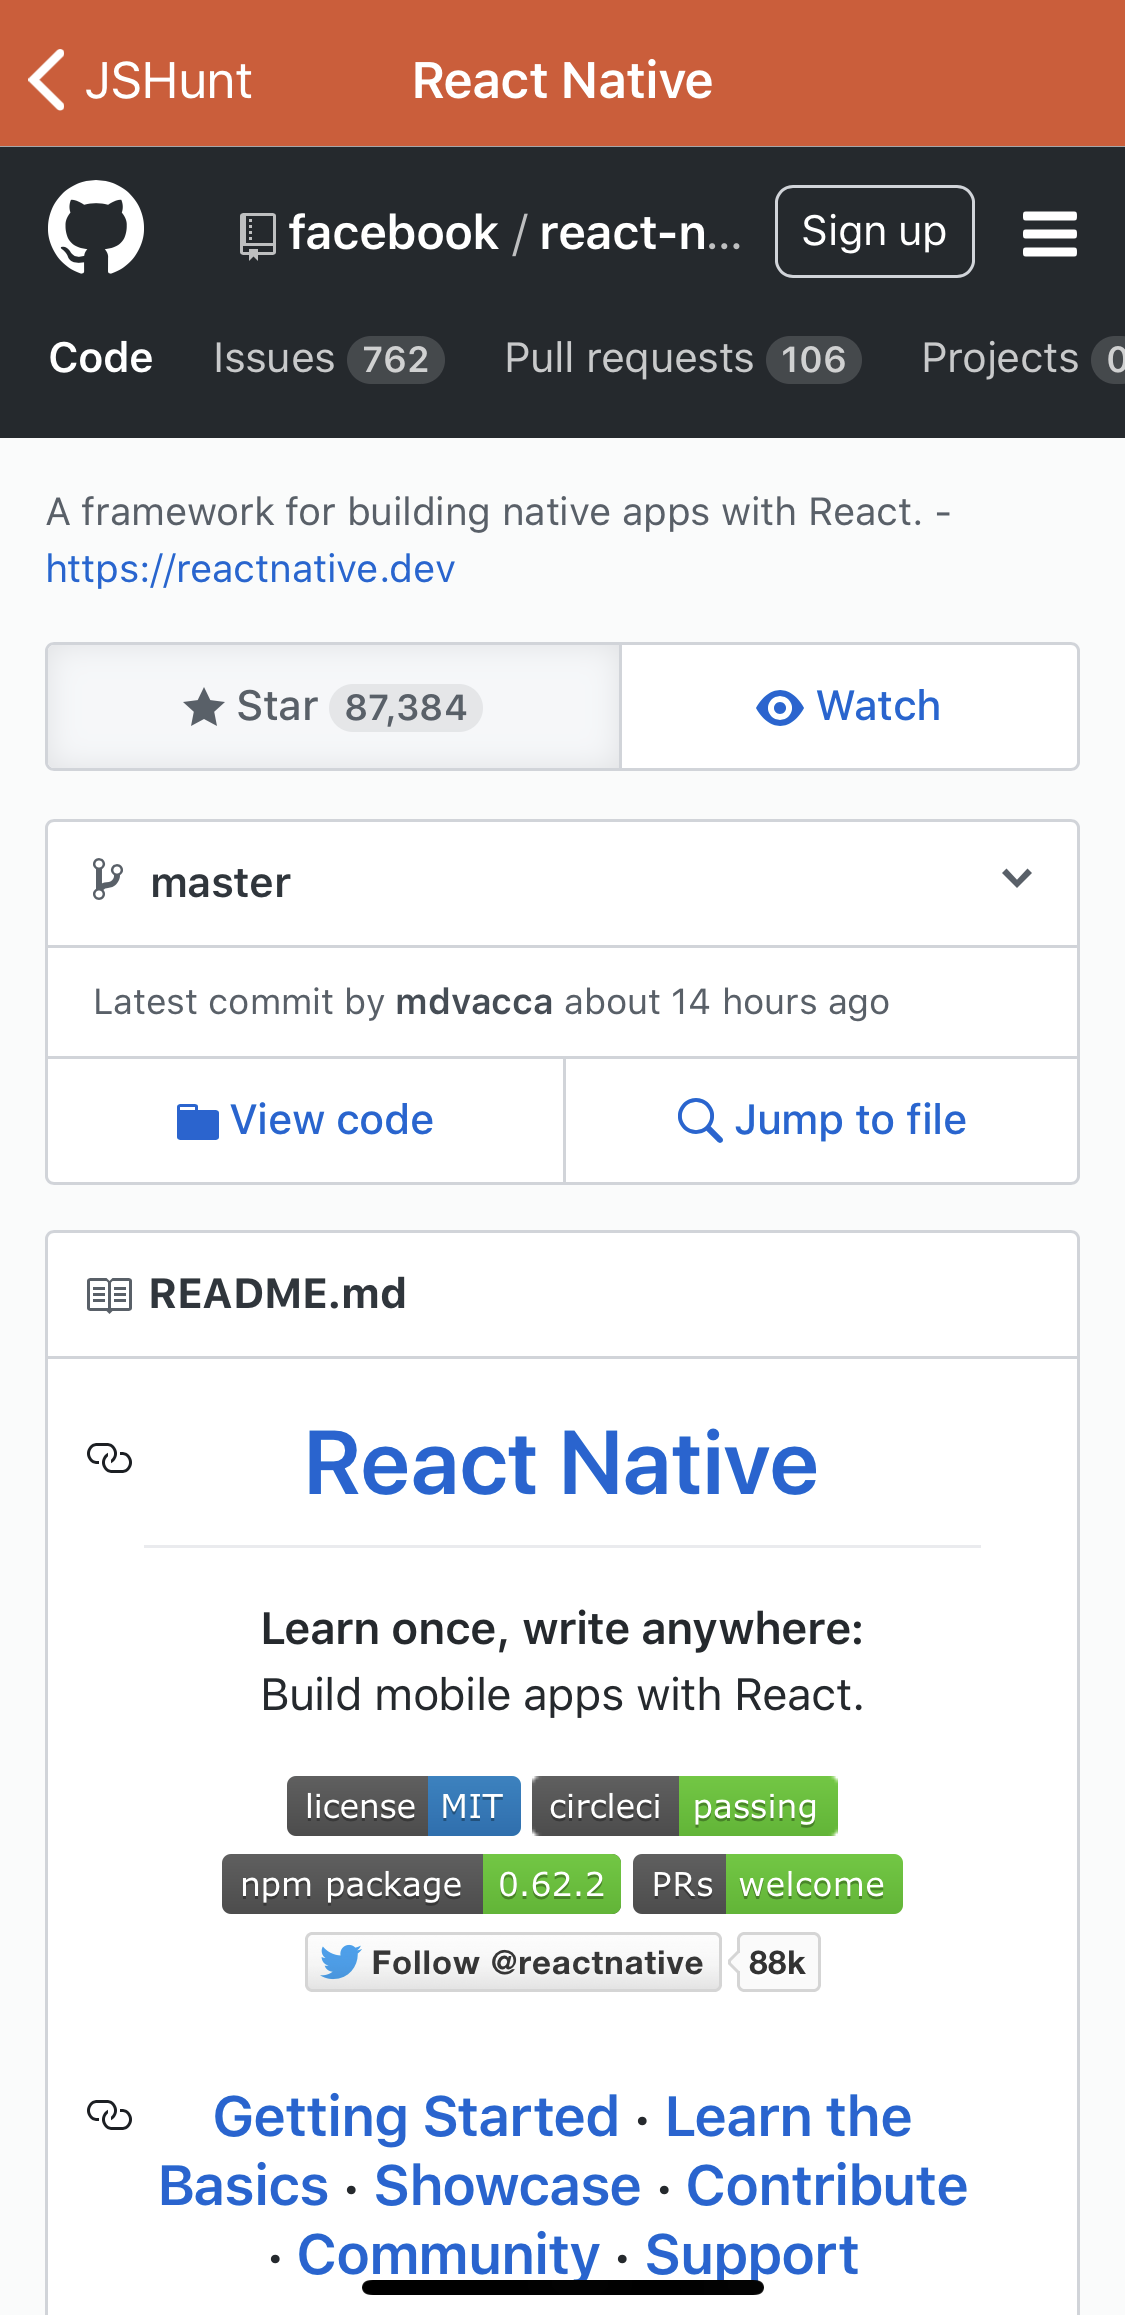 JSHunt React Native
facebook / react-n... Sign up
Code Issues 762 Pull requests 106 Projects 0
A framework for building native apps with React. -
https://reactnative.dev
Star 87,384 Watch
master
Latest commit by mdvacca about 14 hours ago
View code Jump to file
README.md
React Native
Learn once, write anywhere:
Build mobile apps with React.
license MIT circleci passing
npm package 0.62.2 PRs welcome
Follow @reactnative 88k
Getting Started · Learn the
Basics · Showcase · Contribute
· Community · Support